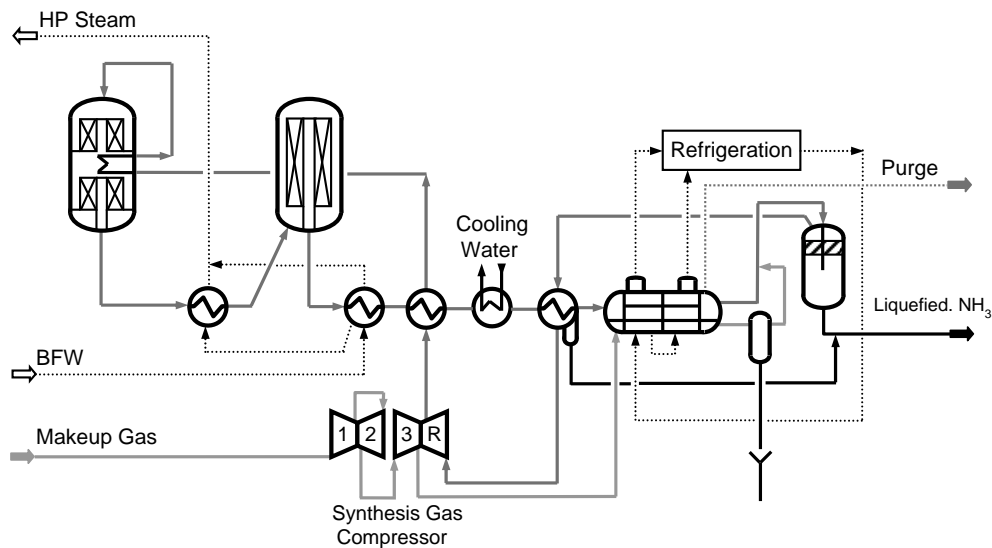 HP Steam
Refrigeration
Purge
Cooling
Water
Liquefied. NH3
BFW
Makeup Gas
1 2 3 R
Synthesis Gas
Compressor